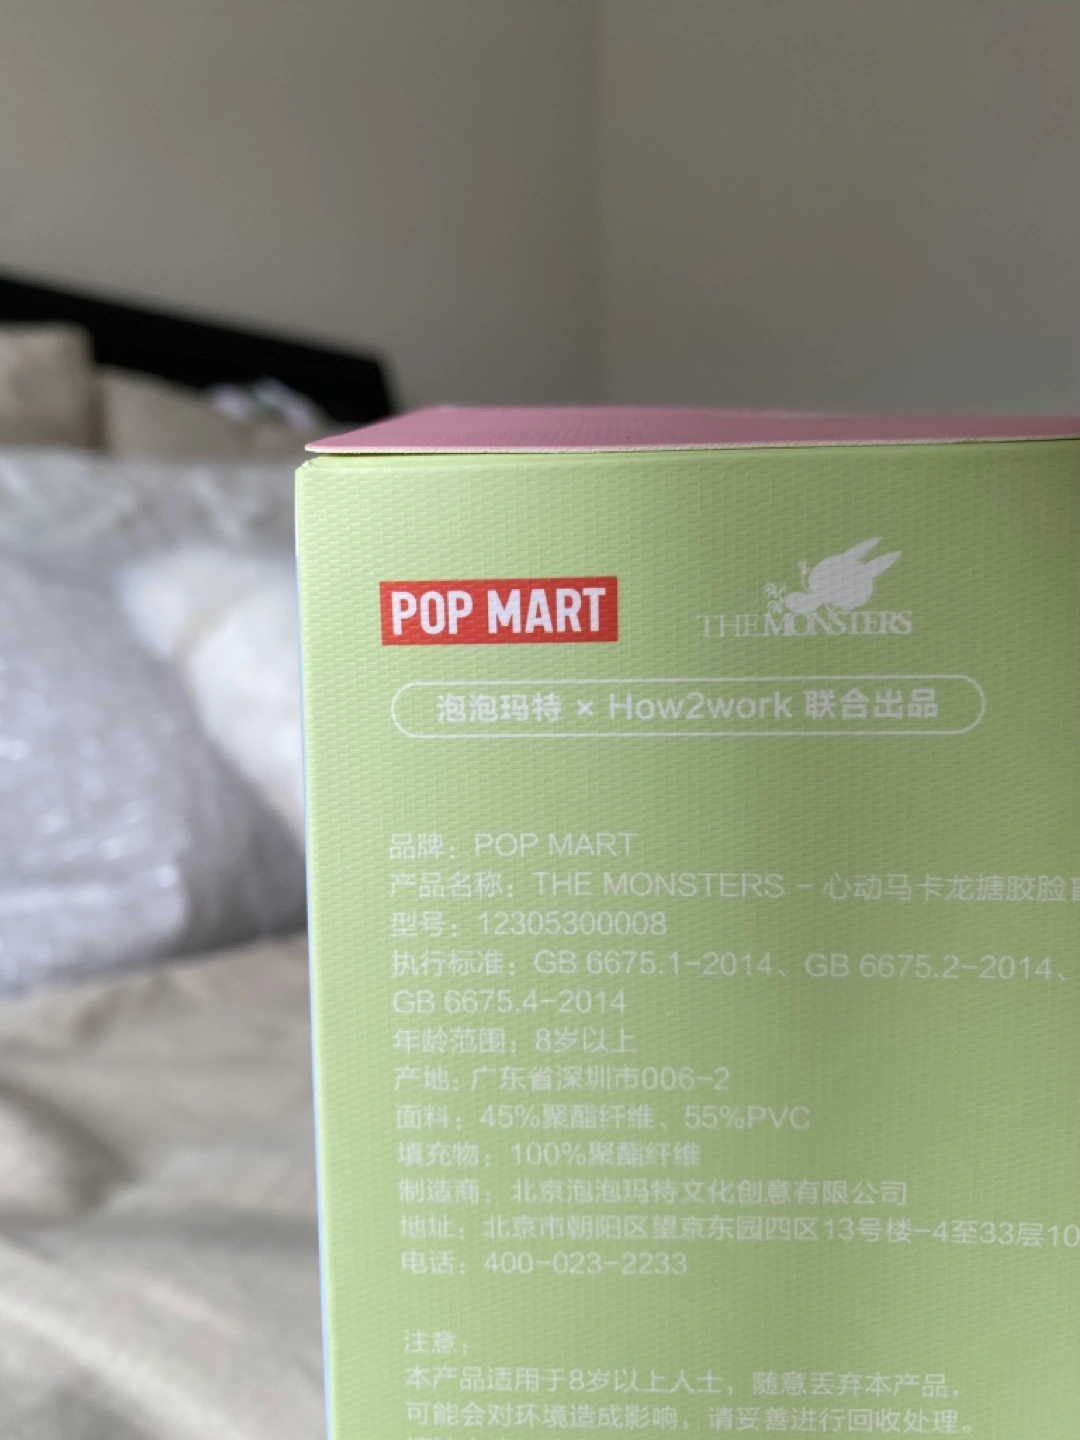 POP MART
THE MONSTERS
泡泡玛特 × How2work 联合出品
品牌：POP MART
产品名称：THE MONSTERS - 心动马卡龙搪胶脸
型号：12305300008
执行标准：GB 6675.1-2014、GB 6675.2-2014、
GB 6675.4-2014
年龄范围：8岁以上
产地：广东省深圳市006-2
面料：45%聚酯纤维、55%PVC
填充物：100%聚酯纤维
制造商：北京泡泡玛特文化创意有限公司
地址：北京市朝阳区望京东园四区13号楼-4至33层10
电话：400-023-2233
注意：
本产品适用于8岁以上人士，随意丢弃本产品，
可能会对环境造成影响，请妥善进行回收处理。